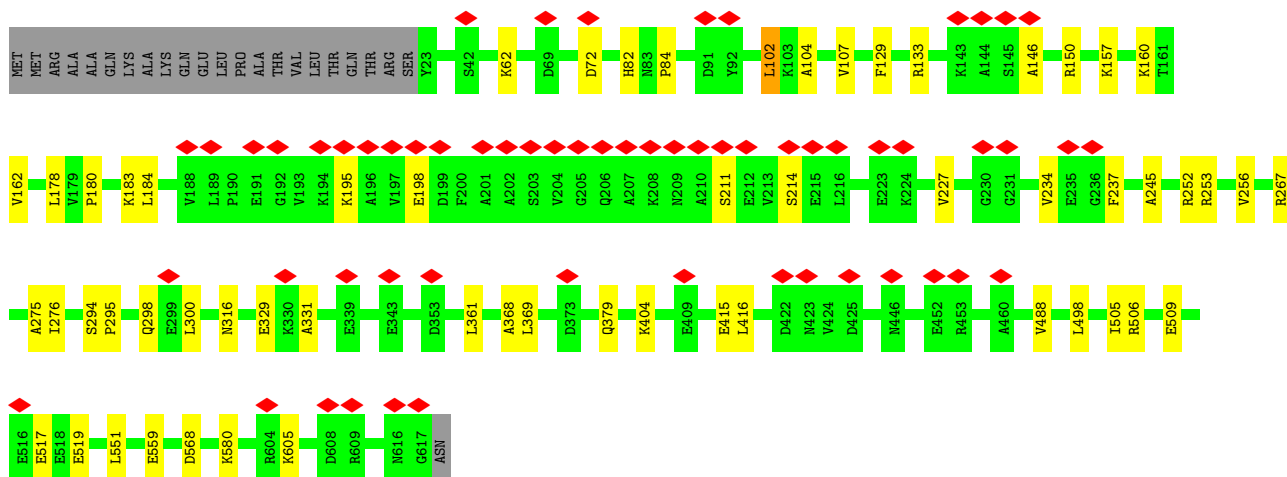 MET MET ARG ALA ALA GLN LYS ALA LYS GLN GLU LEU PRO ALA THR VAL LEU THR GLN THR ARG SER Y23 S42 K62 D69 D72 H82 N83 P84 D91 Y92 L102 K103 A104 V107 F129 R133 K143 A144 S145 A146 R150 K157 K160 T161
V162 L178 V179 P180 K183 L184 V188 L189 P190 E191 G192 V193 K194 K195 A196 V197 E198 D199 F200 A201 A202 S203 V204 G205 Q206 A207 K208 N209 A210 S211 E212 V213 S214 E215 L216 E223 K224 V227 G230 G231 V234 E235 G236 F237 A245 R252 R253 V256 R267
A275 I276 S294 P295 Q298 E299 L300 N316 E329 K330 A331 E339 E343 D353 L361 A368 L369 D373 Q379 K404 E409 E415 L416 D422 N423 V424 D425 N446 E452 R453 A460 V488 L498 I505 R506 E509
E516 E517 E518 E519 L551 E559 D568 K580 R604 K605 D608 R609 N616 G617 ASN